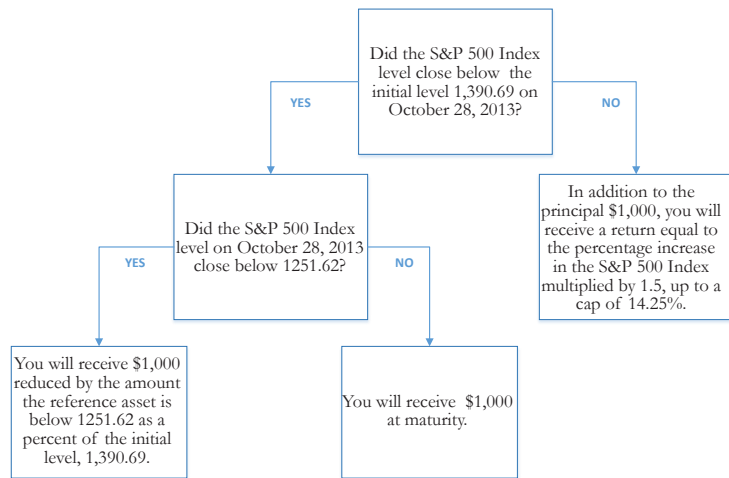 Did the S&P 500 Index
level close below the
initial level 1,390.69 on
October 28, 2013?
YES
NO
Did the S&P 500 Index
level on October 28, 2013
close below 1251.62?
In addition to the
principal $1,000, you will
receive a return equal to
the percentage increase
in the S&P 500 Index
multiplied by 1.5, up to a
cap of 14.25%.
YES
NO
You will receive $1,000
reduced by the amount
the reference asset is
below 1251.62 as a
percent of the initial
level, 1,390.69.
You will receive $1,000
at maturity.